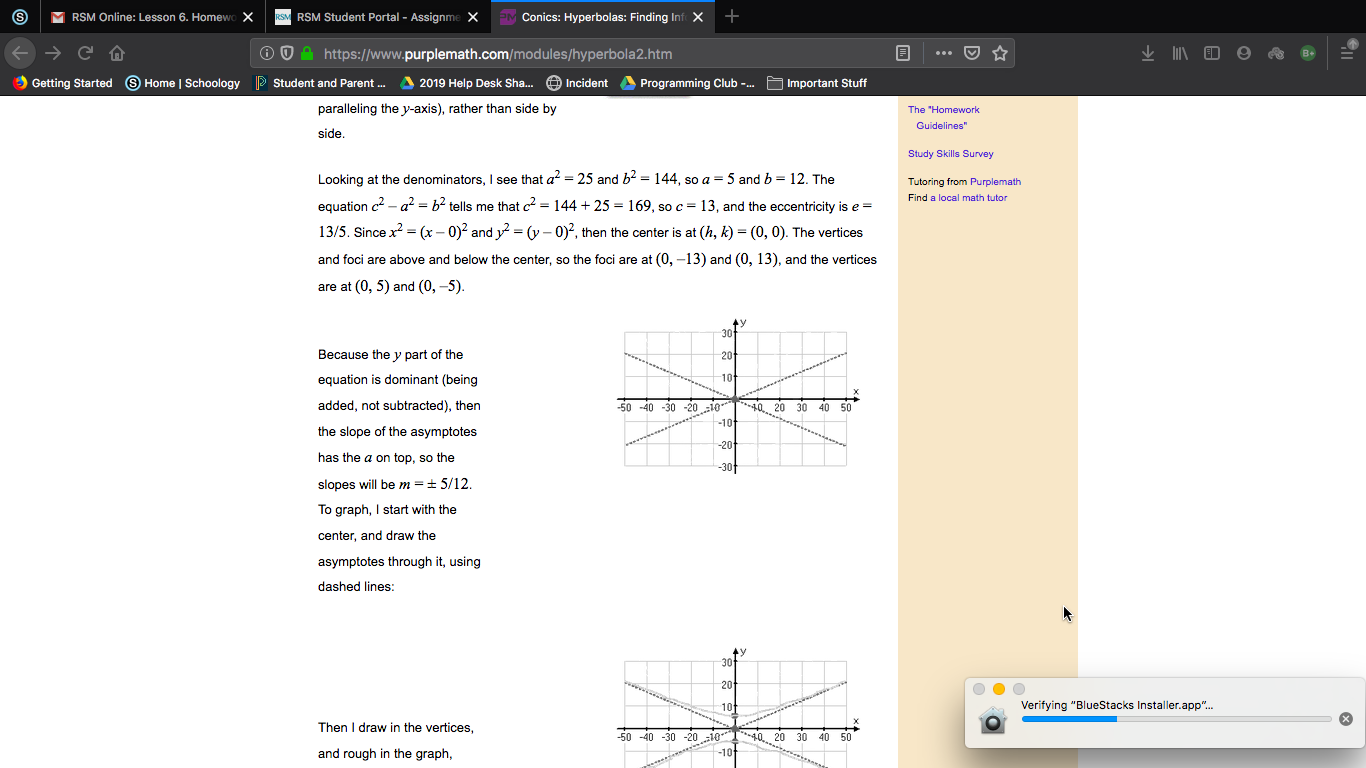 RSM Online: Lesson 6. Homewo
RSM Student Portal - Assignme
Conics: Hyperbolas: Finding Inf
https://www.purplemath.com/modules/hyperbola2.htm
Getting Started
Home | Schoology
Student and Parent ...
2019 Help Desk Sha...
Incident
Programming Club -...
Important Stuff
paralleling the y-axis), rather than side by
side.
Looking at the denominators, I see that a² = 25 and b² = 144, so a = 5 and b = 12. The
equation c² – a² = b² tells me that c² = 144 + 25 = 169, so c = 13, and the eccentricity is e =
13/5. Since x² = (x – 0)² and y² = (y – 0)², then the center is at (h, k) = (0, 0). The vertices
and foci are above and below the center, so the foci are at (0, –13) and (0, 13), and the vertices
are at (0, 5) and (0, –5).
Because the y part of the
equation is dominant (being
added, not subtracted), then
the slope of the asymptotes
has the a on top, so the
slopes will be m = ± 5/12.
To graph, I start with the
center, and draw the
asymptotes through it, using
dashed lines:
y
30
20
10
x
-50 -40 -30 -20 -10 10 20 30 40 50
-10
-20
-30
Then I draw in the vertices,
and rough in the graph,
y
30
20
10
x
-50 -40 -30 -20 -10 10 20 30 40 50
-10
The "Homework
Guidelines"
Study Skills Survey
Tutoring from Purplemath
Find a local math tutor
Verifying “BlueStacks Installer.app”...
S
M
RSM
S
B+